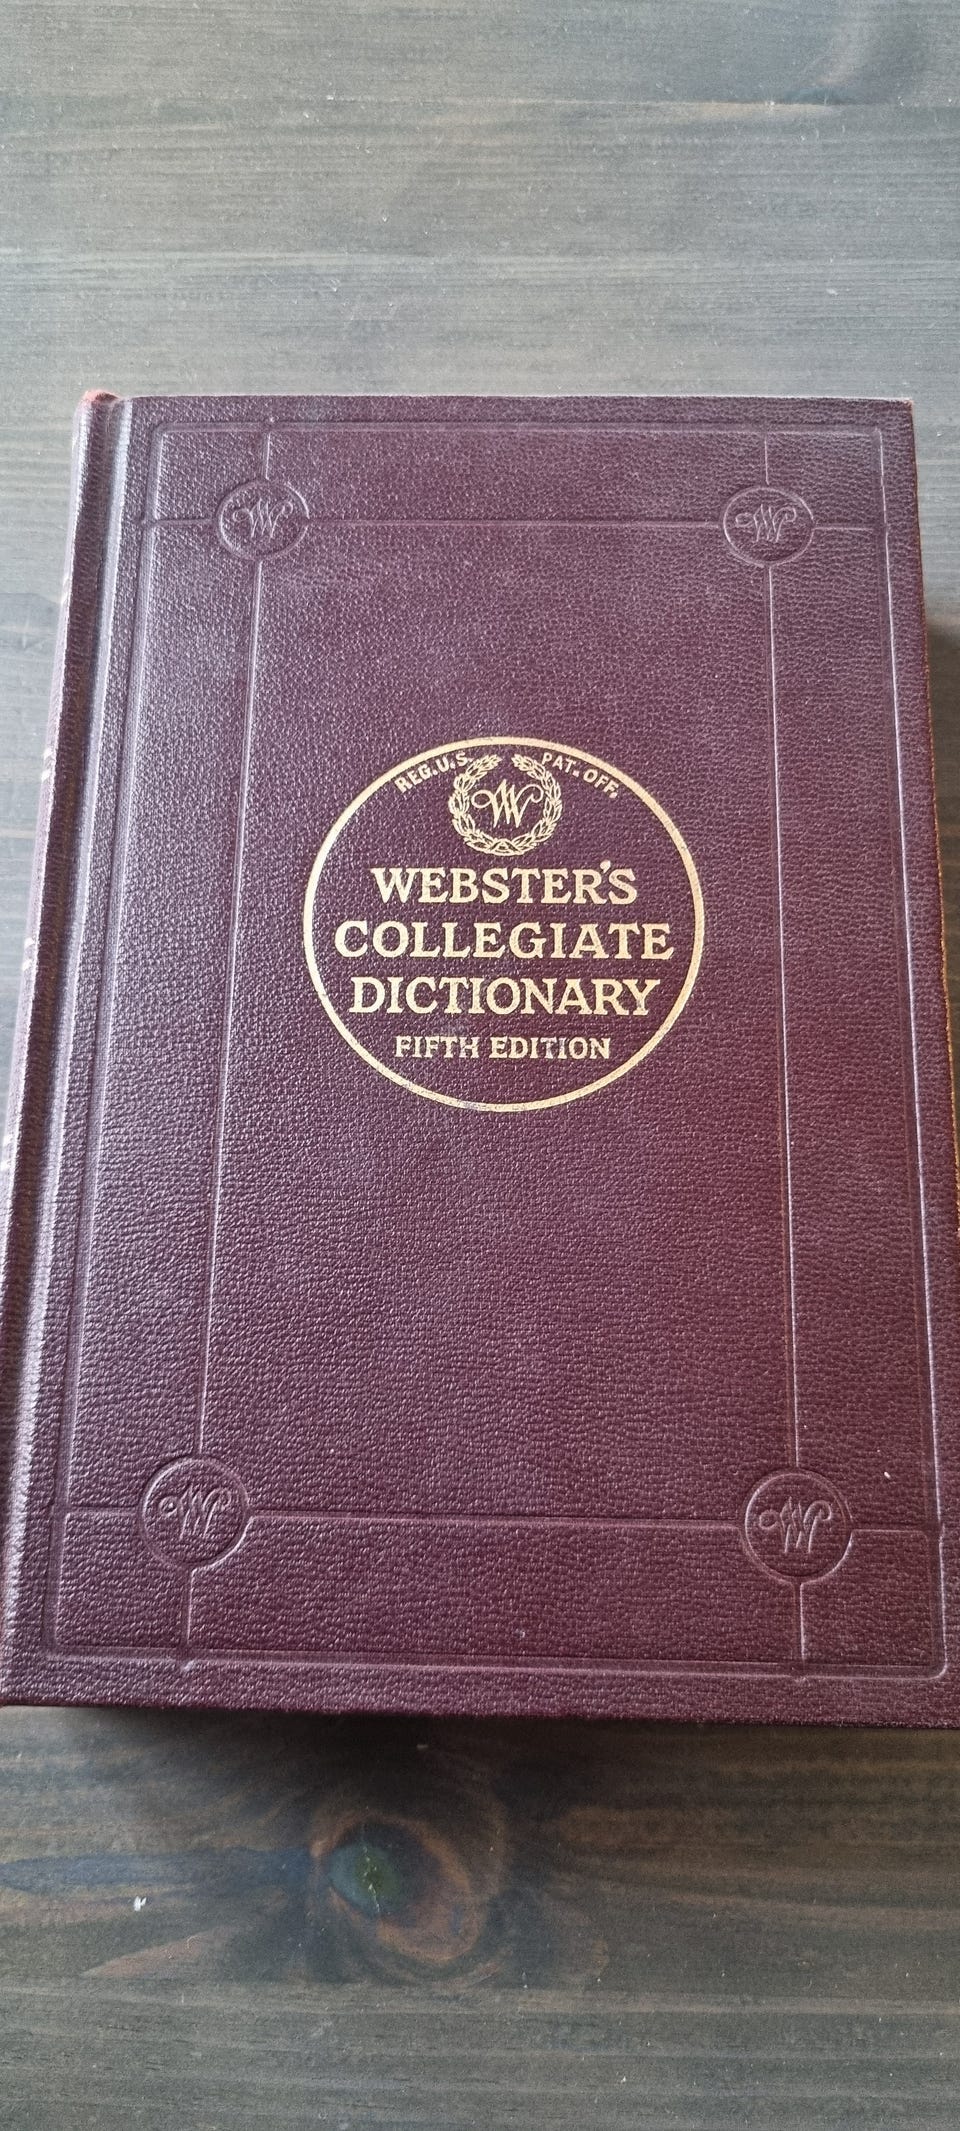 W
W
REG. U.S. PAT. OFF.
W
WEBSTER'S
COLLEGIATE
DICTIONARY
FIFTH EDITION
W
W